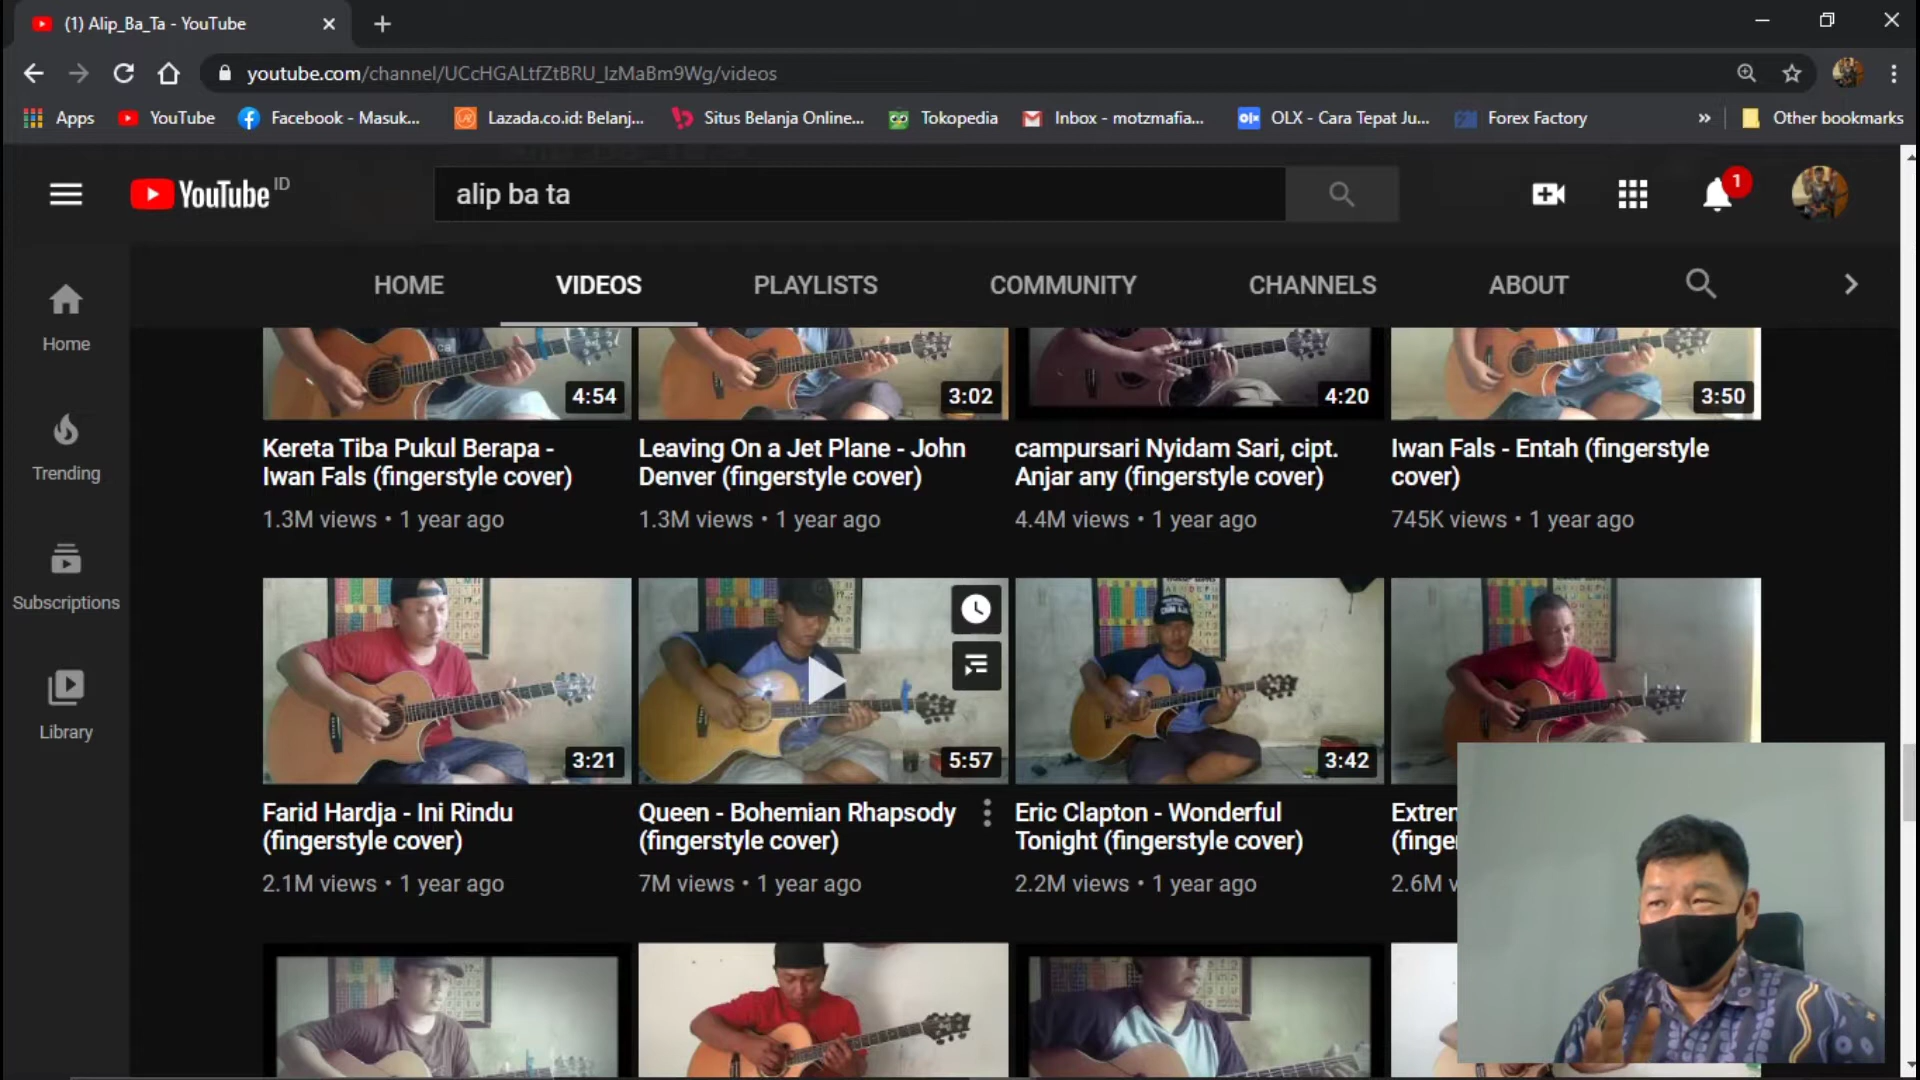 (1) Alip_Ba_Ta - YouTube
youtube.com/channel/UCcHGALtfZtBRU_IzMaBm9Wg/videos
Apps YouTube Facebook - Masuk... Lazada.co.id: Belanj... Situs Belanja Online... Tokopedia Inbox - motzmafia... OLX - Cara Tepat Ju... Forex Factory » Other bookmarks
YouTube ID alip ba ta 1
HOME VIDEOS PLAYLISTS COMMUNITY CHANNELS ABOUT
Home
Trending
Subscriptions
Library
4:54 3:02 4:20 3:50
Kereta Tiba Pukul Berapa -
Iwan Fals (fingerstyle cover)
1.3M views • 1 year ago
Leaving On a Jet Plane - John
Denver (fingerstyle cover)
1.3M views • 1 year ago
campursari Nyidam Sari, cipt.
Anjar any (fingerstyle cover)
4.4M views • 1 year ago
Iwan Fals - Entah (fingerstyle
cover)
745K views • 1 year ago
3:21 5:57 3:42
Farid Hardja - Ini Rindu
(fingerstyle cover)
2.1M views • 1 year ago
Queen - Bohemian Rhapsody
(fingerstyle cover)
7M views • 1 year ago
Eric Clapton - Wonderful
Tonight (fingerstyle cover)
2.2M views • 1 year ago
Extrem
(finge
2.6M v